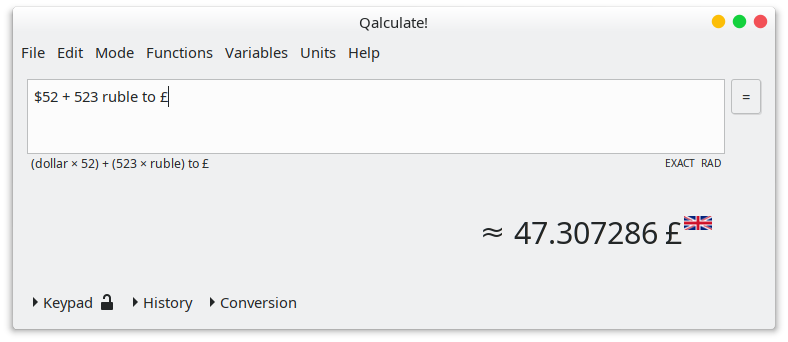 Qalculate!
File Edit Mode Functions Variables Units Help
$52 + 523 ruble to £
=
(dollar × 52) + (523 × ruble) to £
EXACT RAD
≈ 47.307286 £
Keypad History Conversion